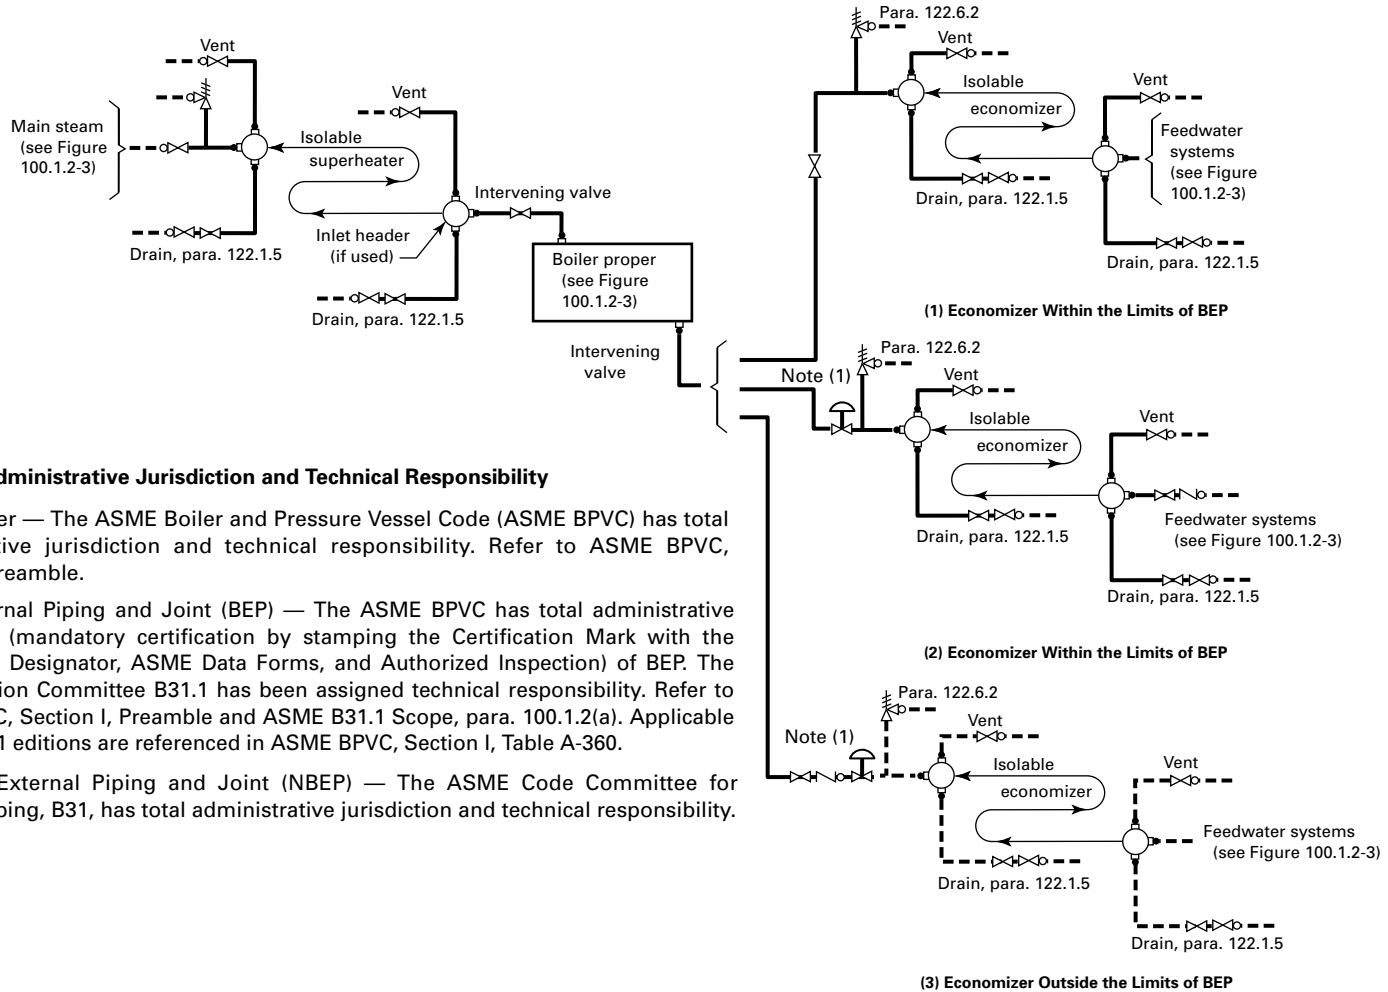 Vent
Main steam
(see Figure
100.1.2-3)
Isolable
superheater
Drain, para. 122.1.5
Vent
Inlet header
(if used)
Drain, para. 122.1.5
Intervening valve
Boiler proper
(see Figure
100.1.2-3)
Intervening
valve
Para. 122.6.2
Vent
Isolable
economizer
Drain, para. 122.1.5
Vent
Feedwater
systems
(see Figure
100.1.2-3)
Drain, para. 122.1.5
(1) Economizer Within the Limits of BEP
Note (1)
Para. 122.6.2
Vent
Isolable
economizer
Drain, para. 122.1.5
Vent
Feedwater systems
(see Figure 100.1.2-3)
Drain, para. 122.1.5
(2) Economizer Within the Limits of BEP
Note (1)
Para. 122.6.2
Vent
Isolable
economizer
Drain, para. 122.1.5
Vent
Feedwater systems
(see Figure 100.1.2-3)
Drain, para. 122.1.5
(3) Economizer Outside the Limits of BEP
dministrative Jurisdiction and Technical Responsibility
er — The ASME Boiler and Pressure Vessel Code (ASME BPVC) has total
tive jurisdiction and technical responsibility. Refer to ASME BPVC,
reamble.
rnal Piping and Joint (BEP) — The ASME BPVC has total administrative
(mandatory certification by stamping the Certification Mark with the
Designator, ASME Data Forms, and Authorized Inspection) of BEP. The
ion Committee B31.1 has been assigned technical responsibility. Refer to
C, Section I, Preamble and ASME B31.1 Scope, para. 100.1.2(a). Applicable
1 editions are referenced in ASME BPVC, Section I, Table A-360.
External Piping and Joint (NBEP) — The ASME Code Committee for
ping, B31, has total administrative jurisdiction and technical responsibility.